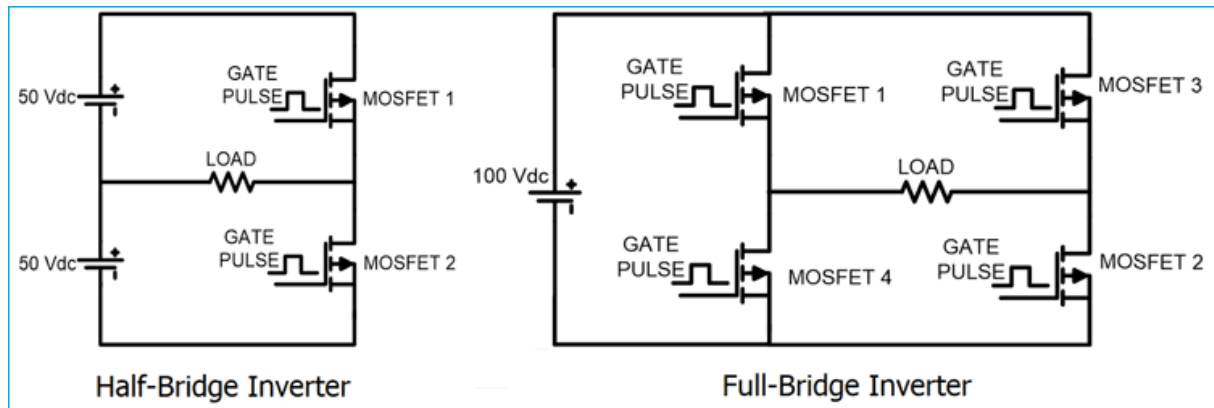 50 Vdc
+
GATE
PULSE
MOSFET 1
LOAD
50 Vdc
+
GATE
PULSE
MOSFET 2
Half-Bridge Inverter
100 Vdc
+
GATE
PULSE
MOSFET 1
GATE
PULSE
MOSFET 3
LOAD
GATE
PULSE
MOSFET 4
GATE
PULSE
MOSFET 2
Full-Bridge Inverter